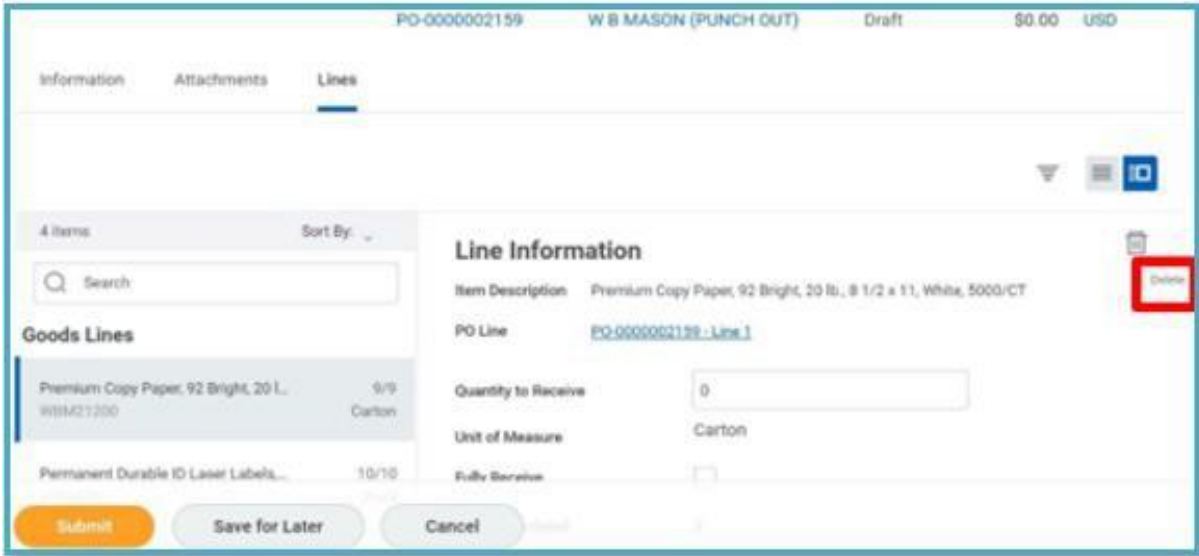 PO-0000002159 W B MASON (PUNCH OUT) Draft $0.00 USD
Information Attachments Lines
4 items Sort By:
Search
Goods Lines
Premium Copy Paper, 92 Bright, 20 l... 9/9
WBM21200 Carton
Permanent Durable ID Laser Labels,... 10/10
Line Information
Delete
Item Description Premium Copy Paper, 92 Bright, 20 lb., 8 1/2 x 11, White, 5000/CT
PO Line PO-0000002159 - Line 1
Quantity to Receive 0
Unit of Measure Carton
Fully Receive
Submit Save for Later Cancel